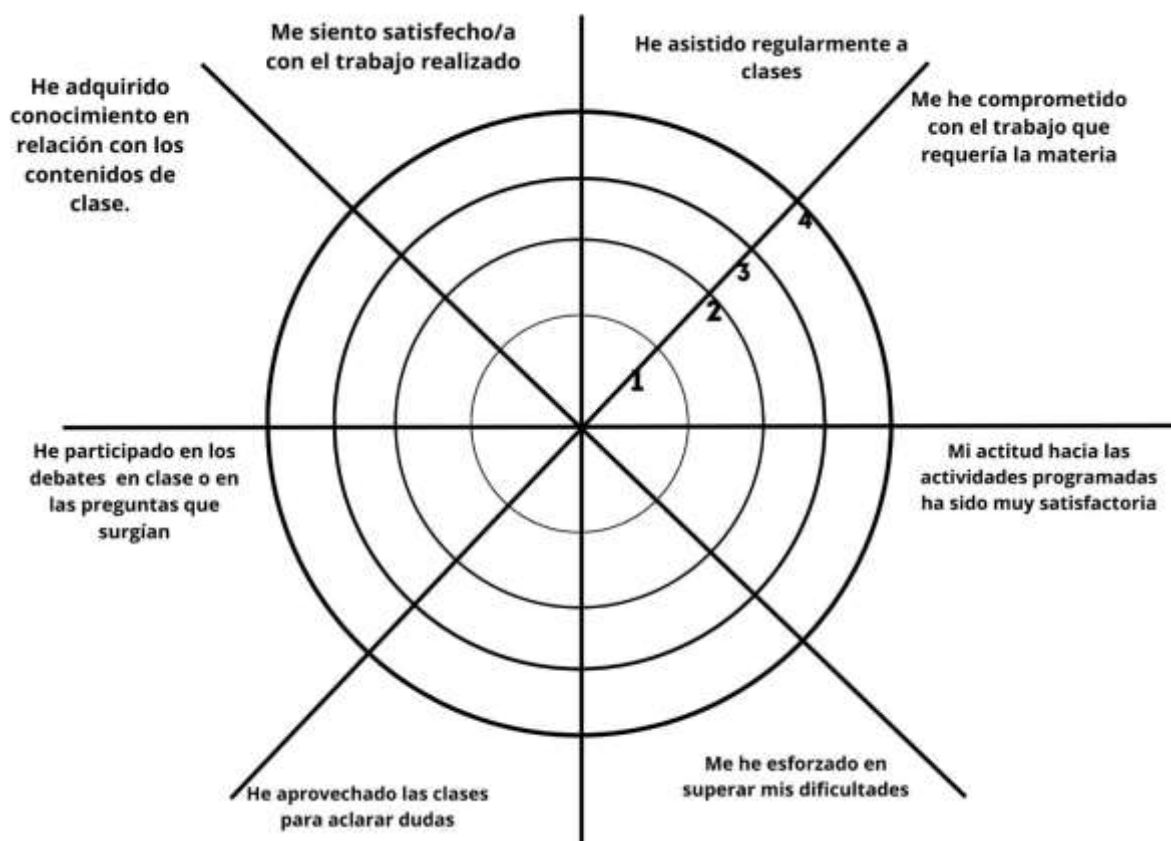 Me siento satisfecho/a
con el trabajo realizado
He asistido regularmente a
clases
Me he comprometido
con el trabajo que
requería la materia
He adquirido
conocimiento en
relación con los
contenidos de
clase.
4
3
2
1
He participado en los
debates en clase o en
las preguntas que
surgían
Mi actitud hacia las
actividades programadas
ha sido muy satisfactoria
Me he esforzado en
superar mis dificultades
He aprovechado las clases
para aclarar dudas